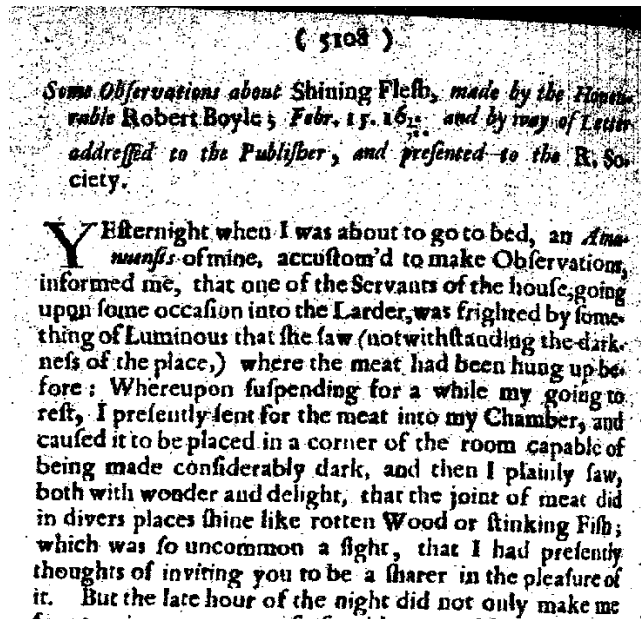 ( 5108 )
Some Obſervations about Shining Fleſh, made by the Honou-
rable Robert Boyle; Febr. 15. 16 and by way of Letter
addreſſed to the Publiſher, and preſented to the R. So-
ciety.
YEſternight when I was about to go to bed, an Ama-
nuenſis of mine, accuſtom'd to make Obſervations,
informed me, that one of the Servants of the houſe, going
upon ſome occaſion into the Larder, was frighted by ſome-
thing of Luminous that ſhe ſaw (notwithſtanding the dark-
neſs of the place,) where the meat had been hung up be-
fore: Whereupon ſuſpending for a while my going to
reſt, I preſently ſent for the meat into my Chamber, and
cauſed it to be placed in a corner of the room capable of
being made conſiderably dark, and then I plainly ſaw,
both with wonder and delight, that the joint of meat did
in divers places ſhine like rotten Wood or ſtinking Fiſh;
which was ſo uncommon a ſight, that I had preſently
thoughts of inviting you to be a ſharer in the pleaſure of
it. But the late hour of the night did not only make me